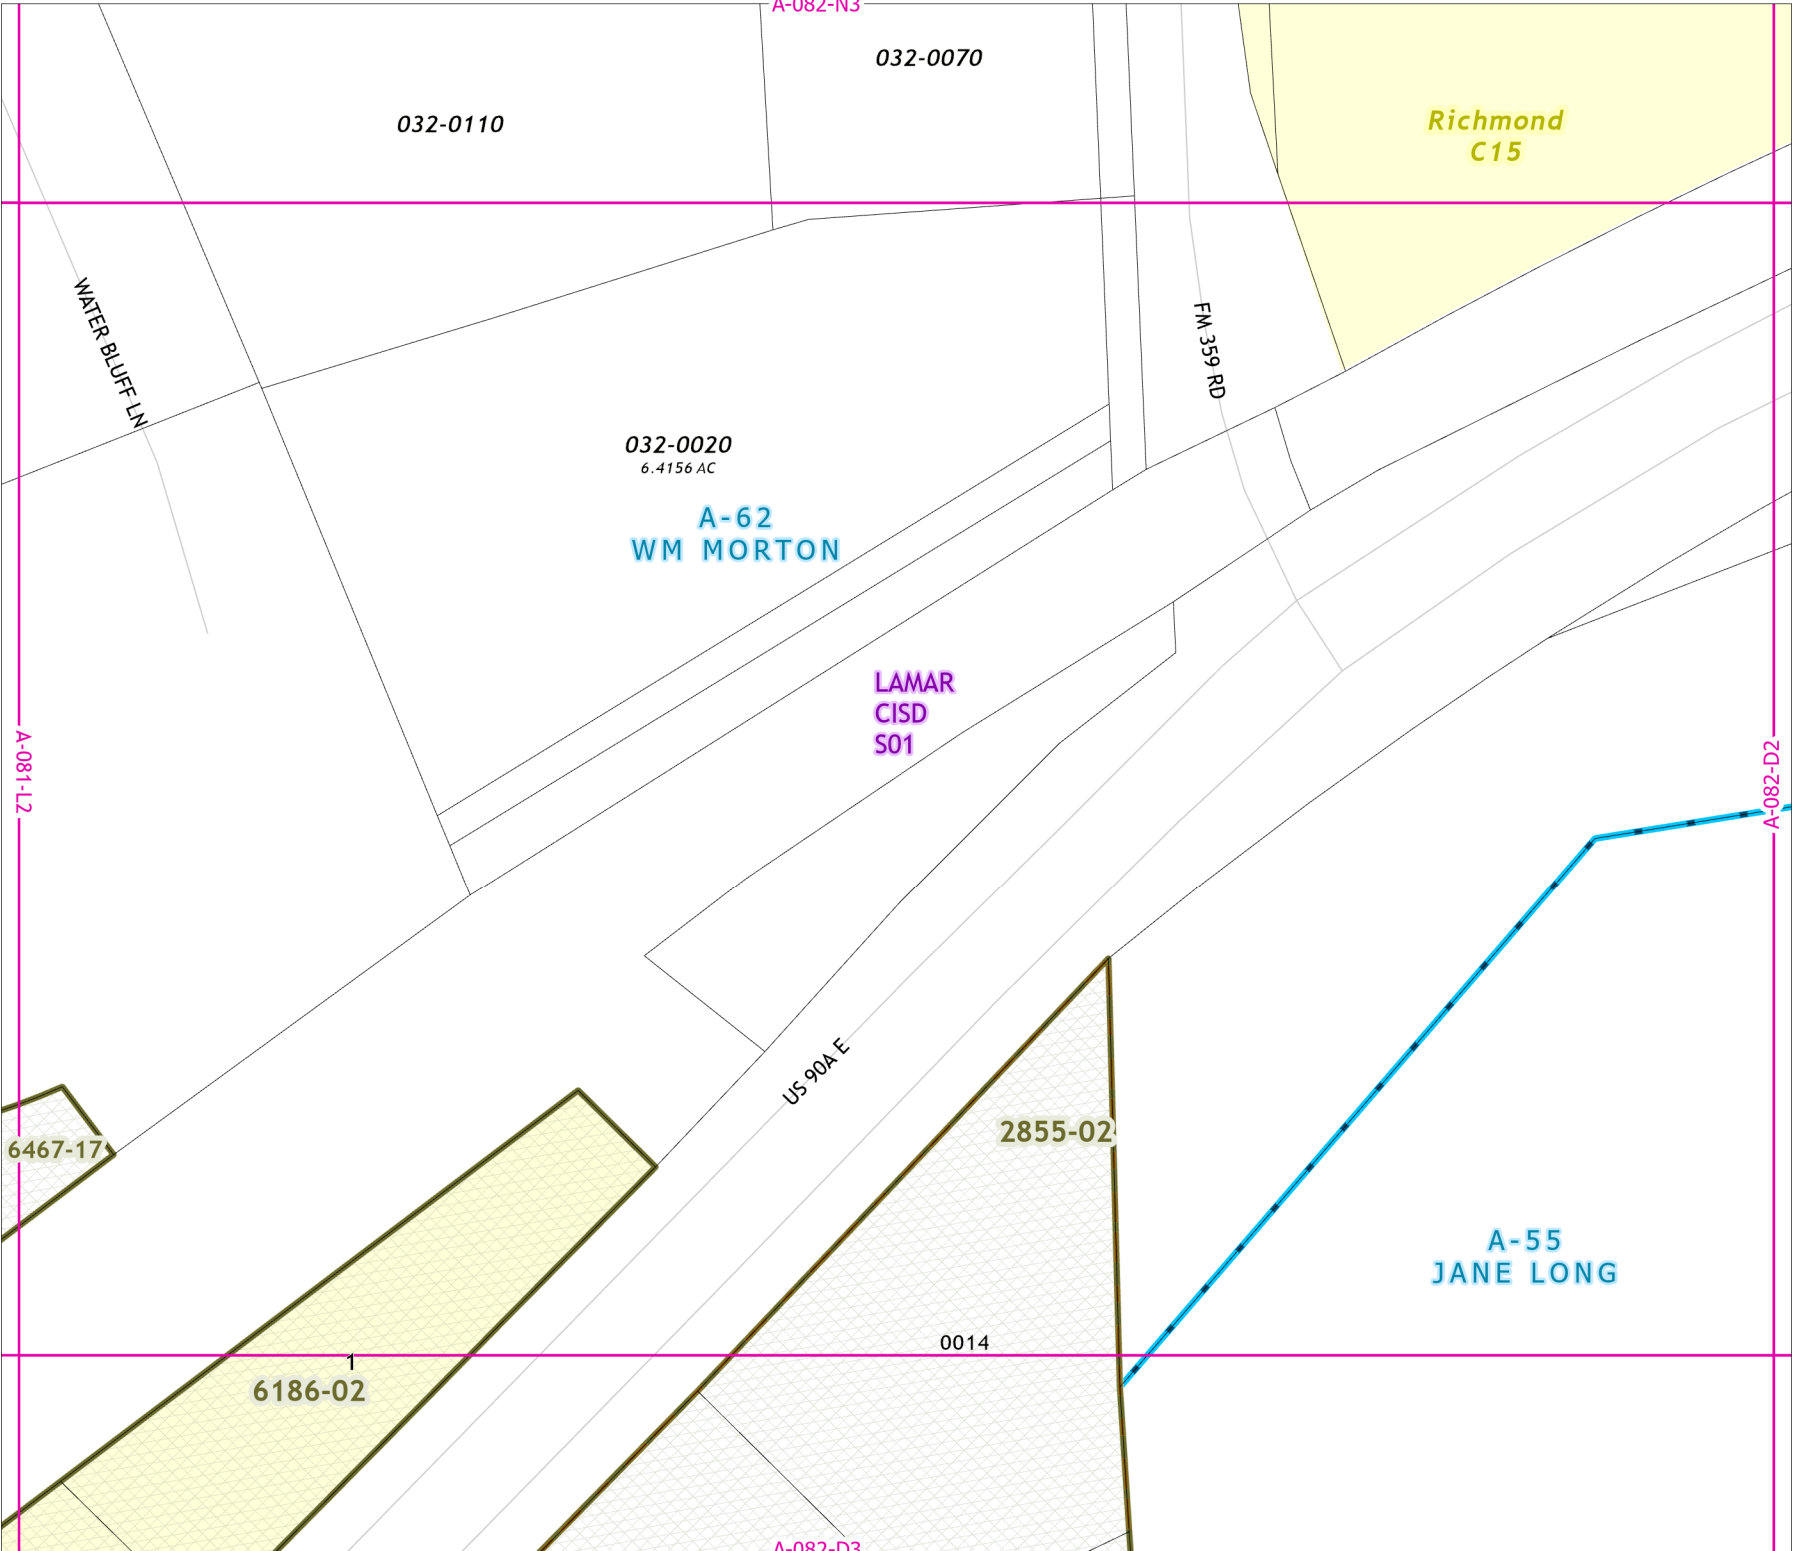 A-082-N3
032-0070
032-0110
Richmond
C15
WATER BLUFF LN
FM 359 RD
032-0020
6.4156 AC
A-62
WM MORTON
LAMAR
CISD
S01
A-081-L2
A-082-D2
US 90A E
2855-02
6467-17
A-55
JANE LONG
0014
1
6186-02
A-082-D3